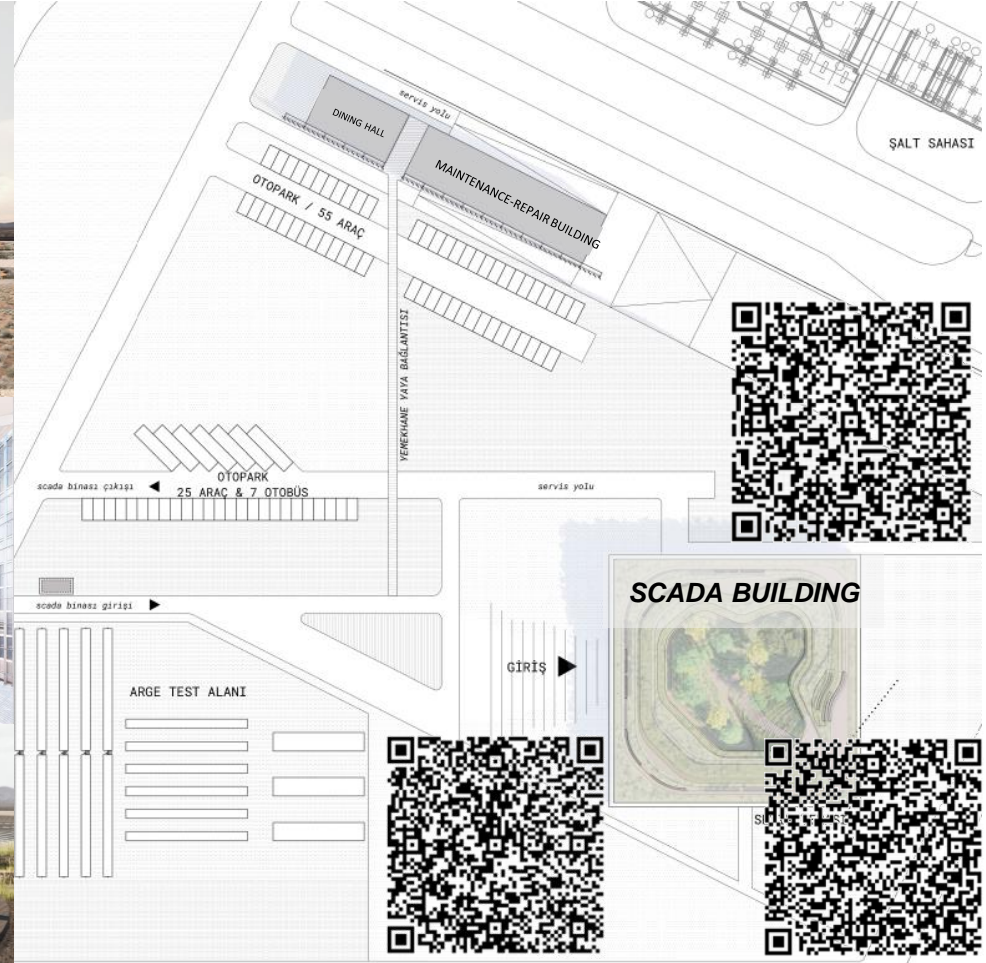 servis yolu
DINING HALL
ŞALT SAHASI
MAINTENANCE-REPAIR BUILDING
OTOPARK / 55 ARAÇ
YEMEKHANE YAYA BAĞLANTISI
OTOPARK
25 ARAÇ & 7 OTOBÜS
scada binası çıkışı
servis yolu
SCADA BUILDING
scada binası girişi
GİRİŞ
ARGE TEST ALANI